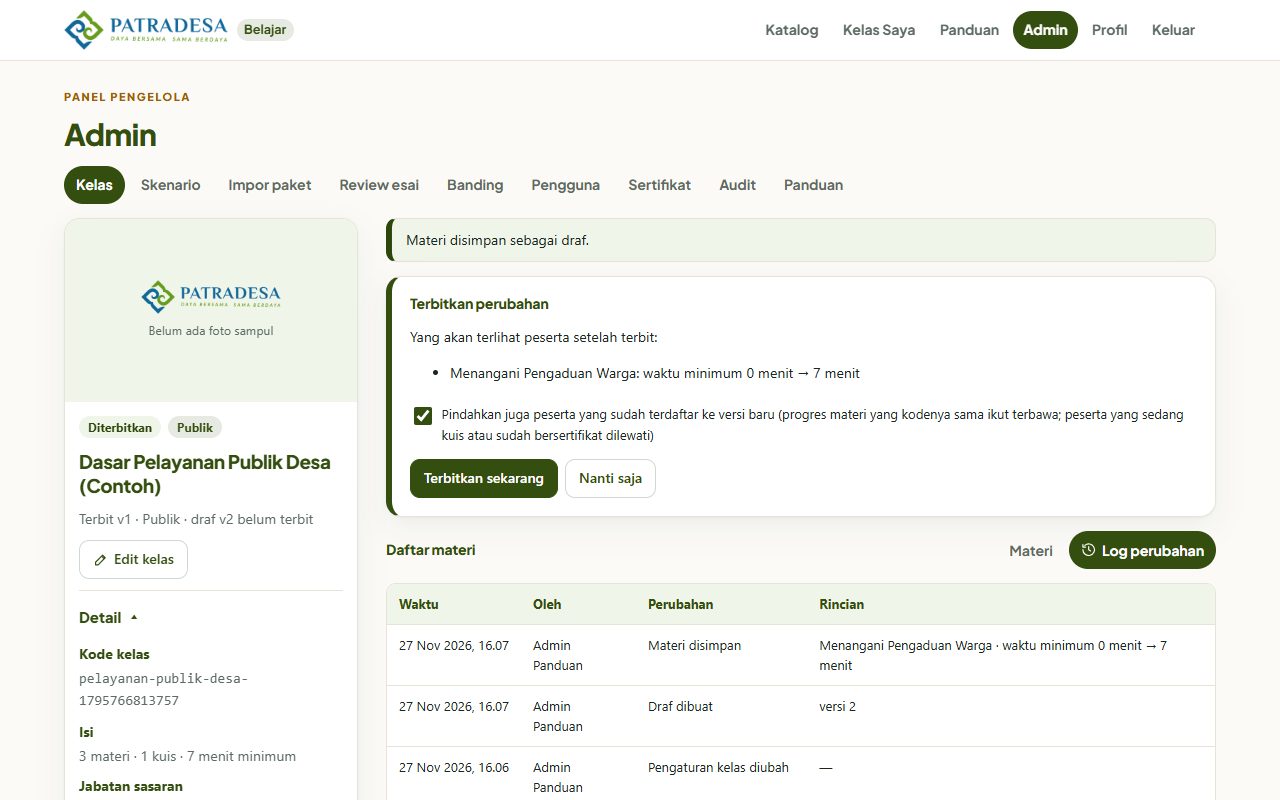 PATRADESA
DAYA BERSAMA SAMA BERDAYA
Belajar
Katalog
Kelas Saya
Panduan
Admin
Profil
Keluar
PANEL PENGELOLA
Admin
Kelas
Skenario
Impor paket
Review esai
Banding
Pengguna
Sertifikat
Audit
Panduan
PATRADESA
DAYA BERSAMA SAMA BERDAYA
Belum ada foto sampul
Diterbitkan
Publik
Dasar Pelayanan Publik Desa
(Contoh)
Terbit v1 · Publik · draf v2 belum terbit
Edit kelas
Detail
Kode kelas
pelayanan-publik-desa-
1795766813757
Isi
3 materi · 1 kuis · 7 menit minimum
Jabatan sasaran
Materi disimpan sebagai draf.
Terbitkan perubahan
Yang akan terlihat peserta setelah terbit:
• Menangani Pengaduan Warga: waktu minimum 0 menit → 7 menit
Pindahkan juga peserta yang sudah terdaftar ke versi baru (progres materi yang kodenya sama ikut terbawa; peserta yang sedang
kuis atau sudah bersertifikat dilewati)
Terbitkan sekarang
Nanti saja
Daftar materi
Materi
Log perubahan
Waktu
Oleh
Perubahan
Rincian
27 Nov 2026, 16.07
Admin
Panduan
Materi disimpan
Menangani Pengaduan Warga · waktu minimum 0 menit → 7
menit
27 Nov 2026, 16.07
Admin
Panduan
Draf dibuat
versi 2
27 Nov 2026, 16.06
Admin
Panduan
Pengaturan kelas diubah
—